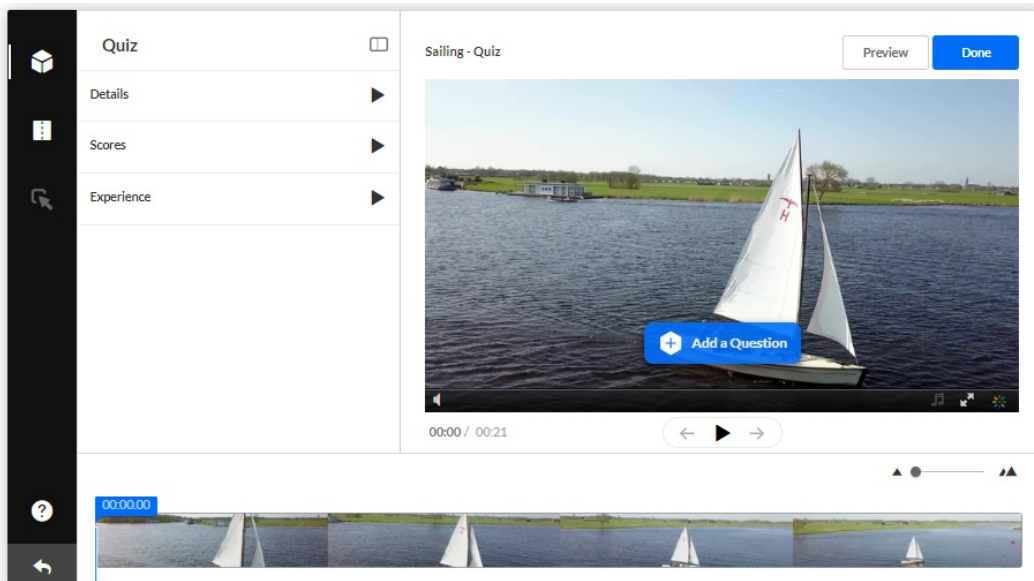 Quiz
Sailing - Quiz
Preview
Done
Details
Scores
Experience
H
Add a Question
00:00 / 00:21
00:00.00